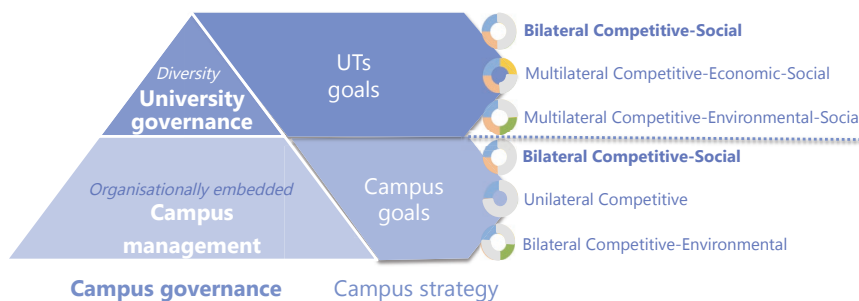 Diversity
University
governance
UTs
goals
Bilateral Competitive-Social
Multilateral Competitive-Economic-Social
Multilateral Competitive-Environmental-Socia
Organisationally embedded
Campus
management
Campus
goals
Bilateral Competitive-Social
Unilateral Competitive
Bilateral Competitive-Environmental
Campus governance
Campus strategy